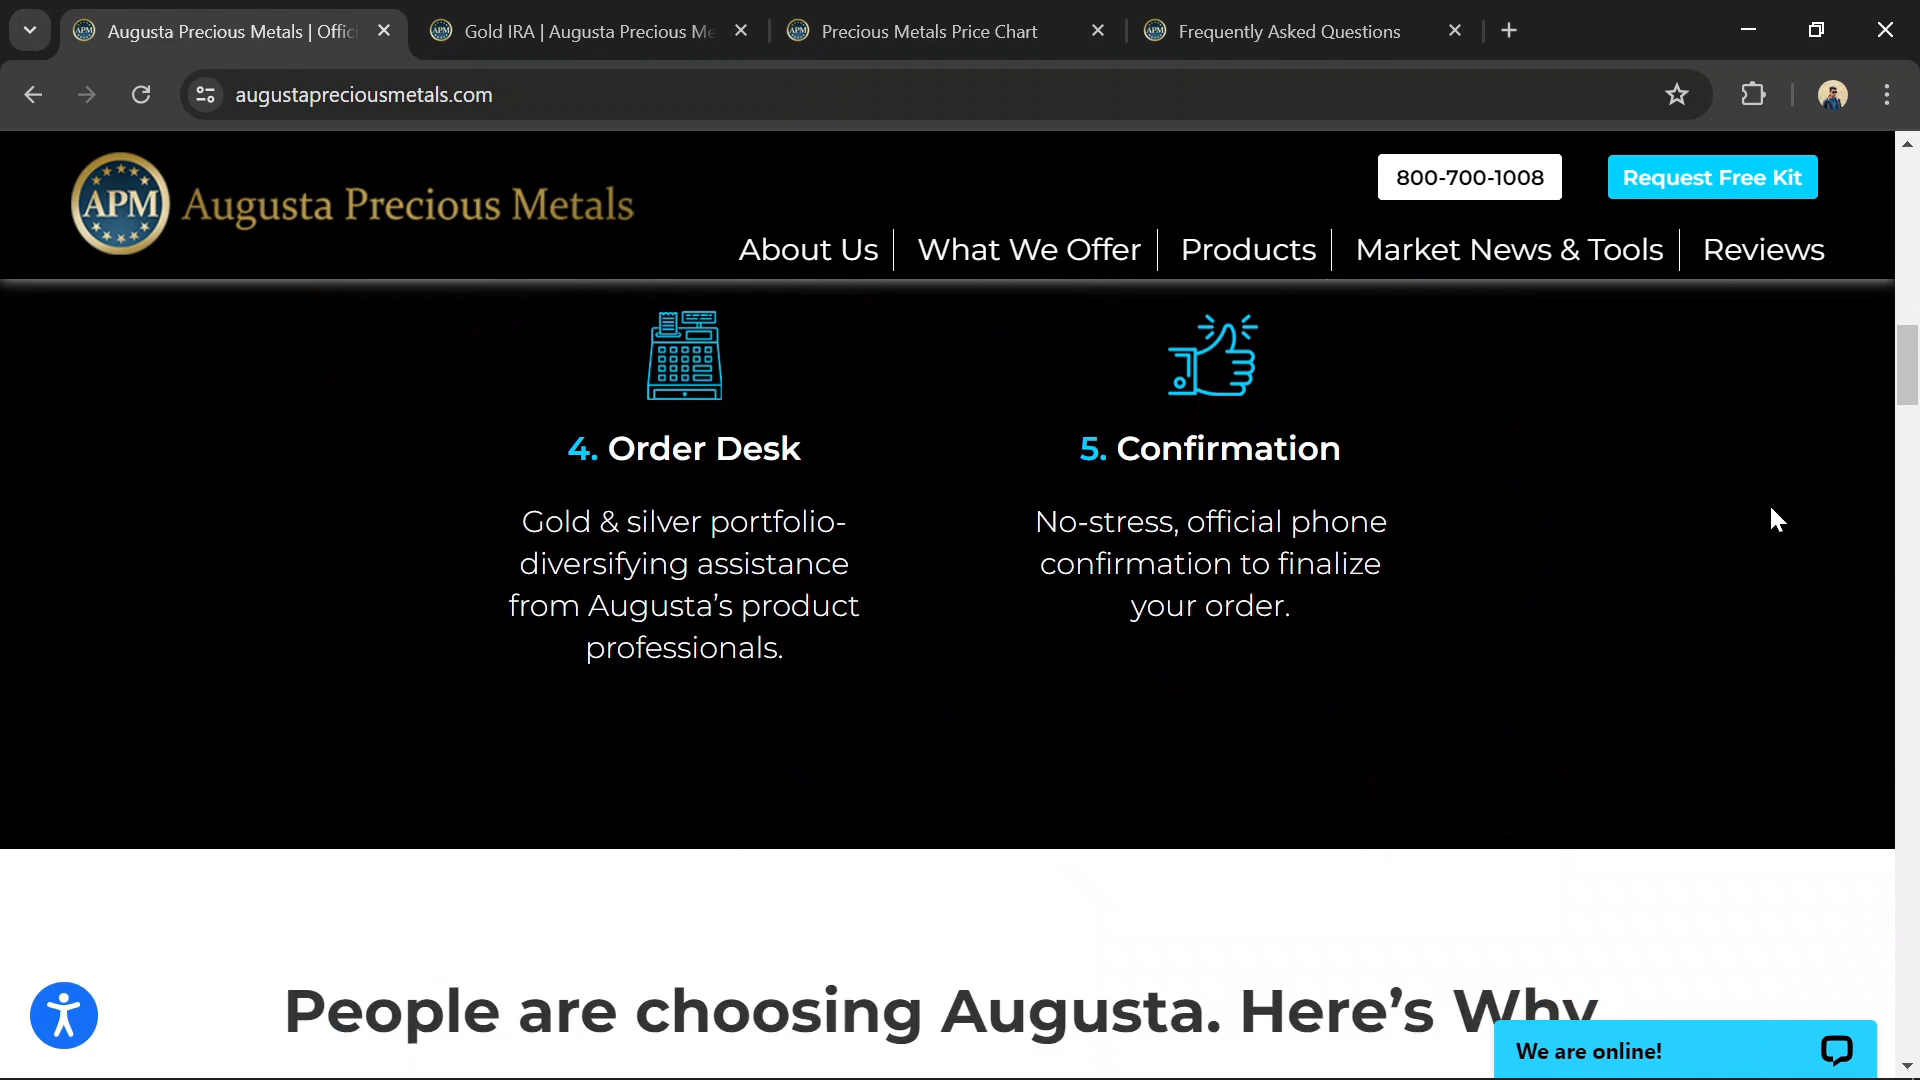 Augusta Precious Metals | Offici
Gold IRA | Augusta Precious Me
Precious Metals Price Chart
Frequently Asked Questions
augustapreciousmetals.com
APM
Augusta Precious Metals
800-700-1008
Request Free Kit
About Us
What We Offer
Products
Market News & Tools
Reviews
4. Order Desk
Gold & silver portfolio-
diversifying assistance
from Augusta’s product
professionals.
5. Confirmation
No-stress, official phone
confirmation to finalize
your order.
People are choosing Augusta. Here’s Why
We are online!